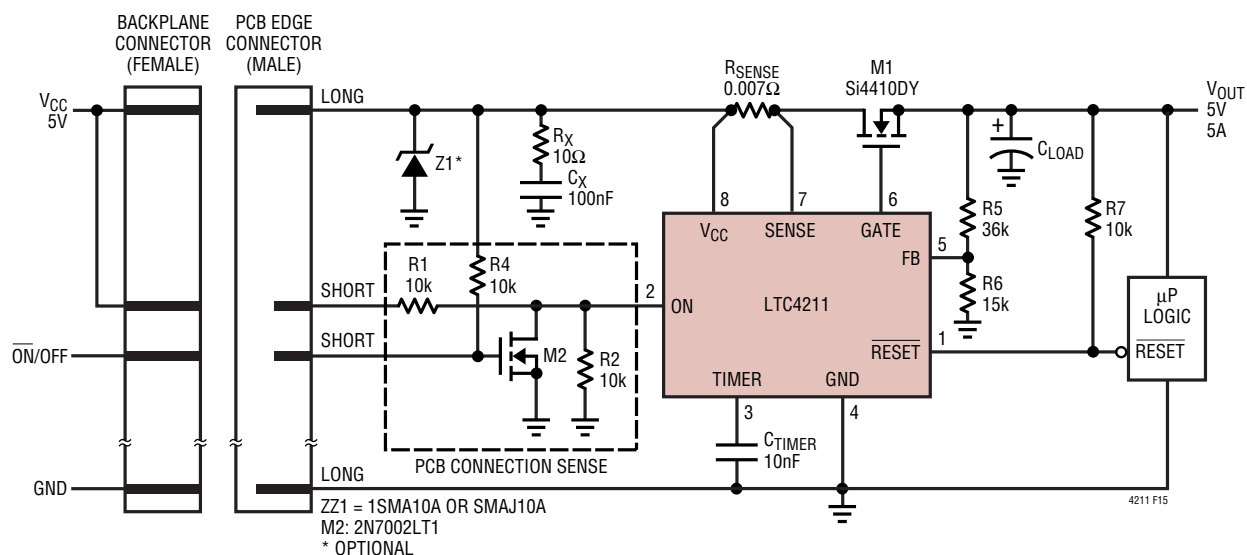 BACKPLANE
CONNECTOR
(FEMALE)
PCB EDGE
CONNECTOR
(MALE)
VCC
5V
LONG
Z1*
RX
10Ω
CX
100nF
RSENSE
0.007Ω
M1
Si4410DY
VOUT
5V
5A
+
CLOAD
8
7
6
VCC
SENSE
GATE
R5
36k
R7
10k
5
FB
R6
15k
R1
10k
R4
10k
SHORT
2
ON
LTC4211
μP
LOGIC
ON/OFF
SHORT
M2
R2
10k
RESET
1
RESET
TIMER
GND
3
4
CTIMER
10nF
PCB CONNECTION SENSE
GND
LONG
ZZ1 = 1SMA10A OR SMAJ10A
M2: 2N7002LT1
* OPTIONAL
4211 F15